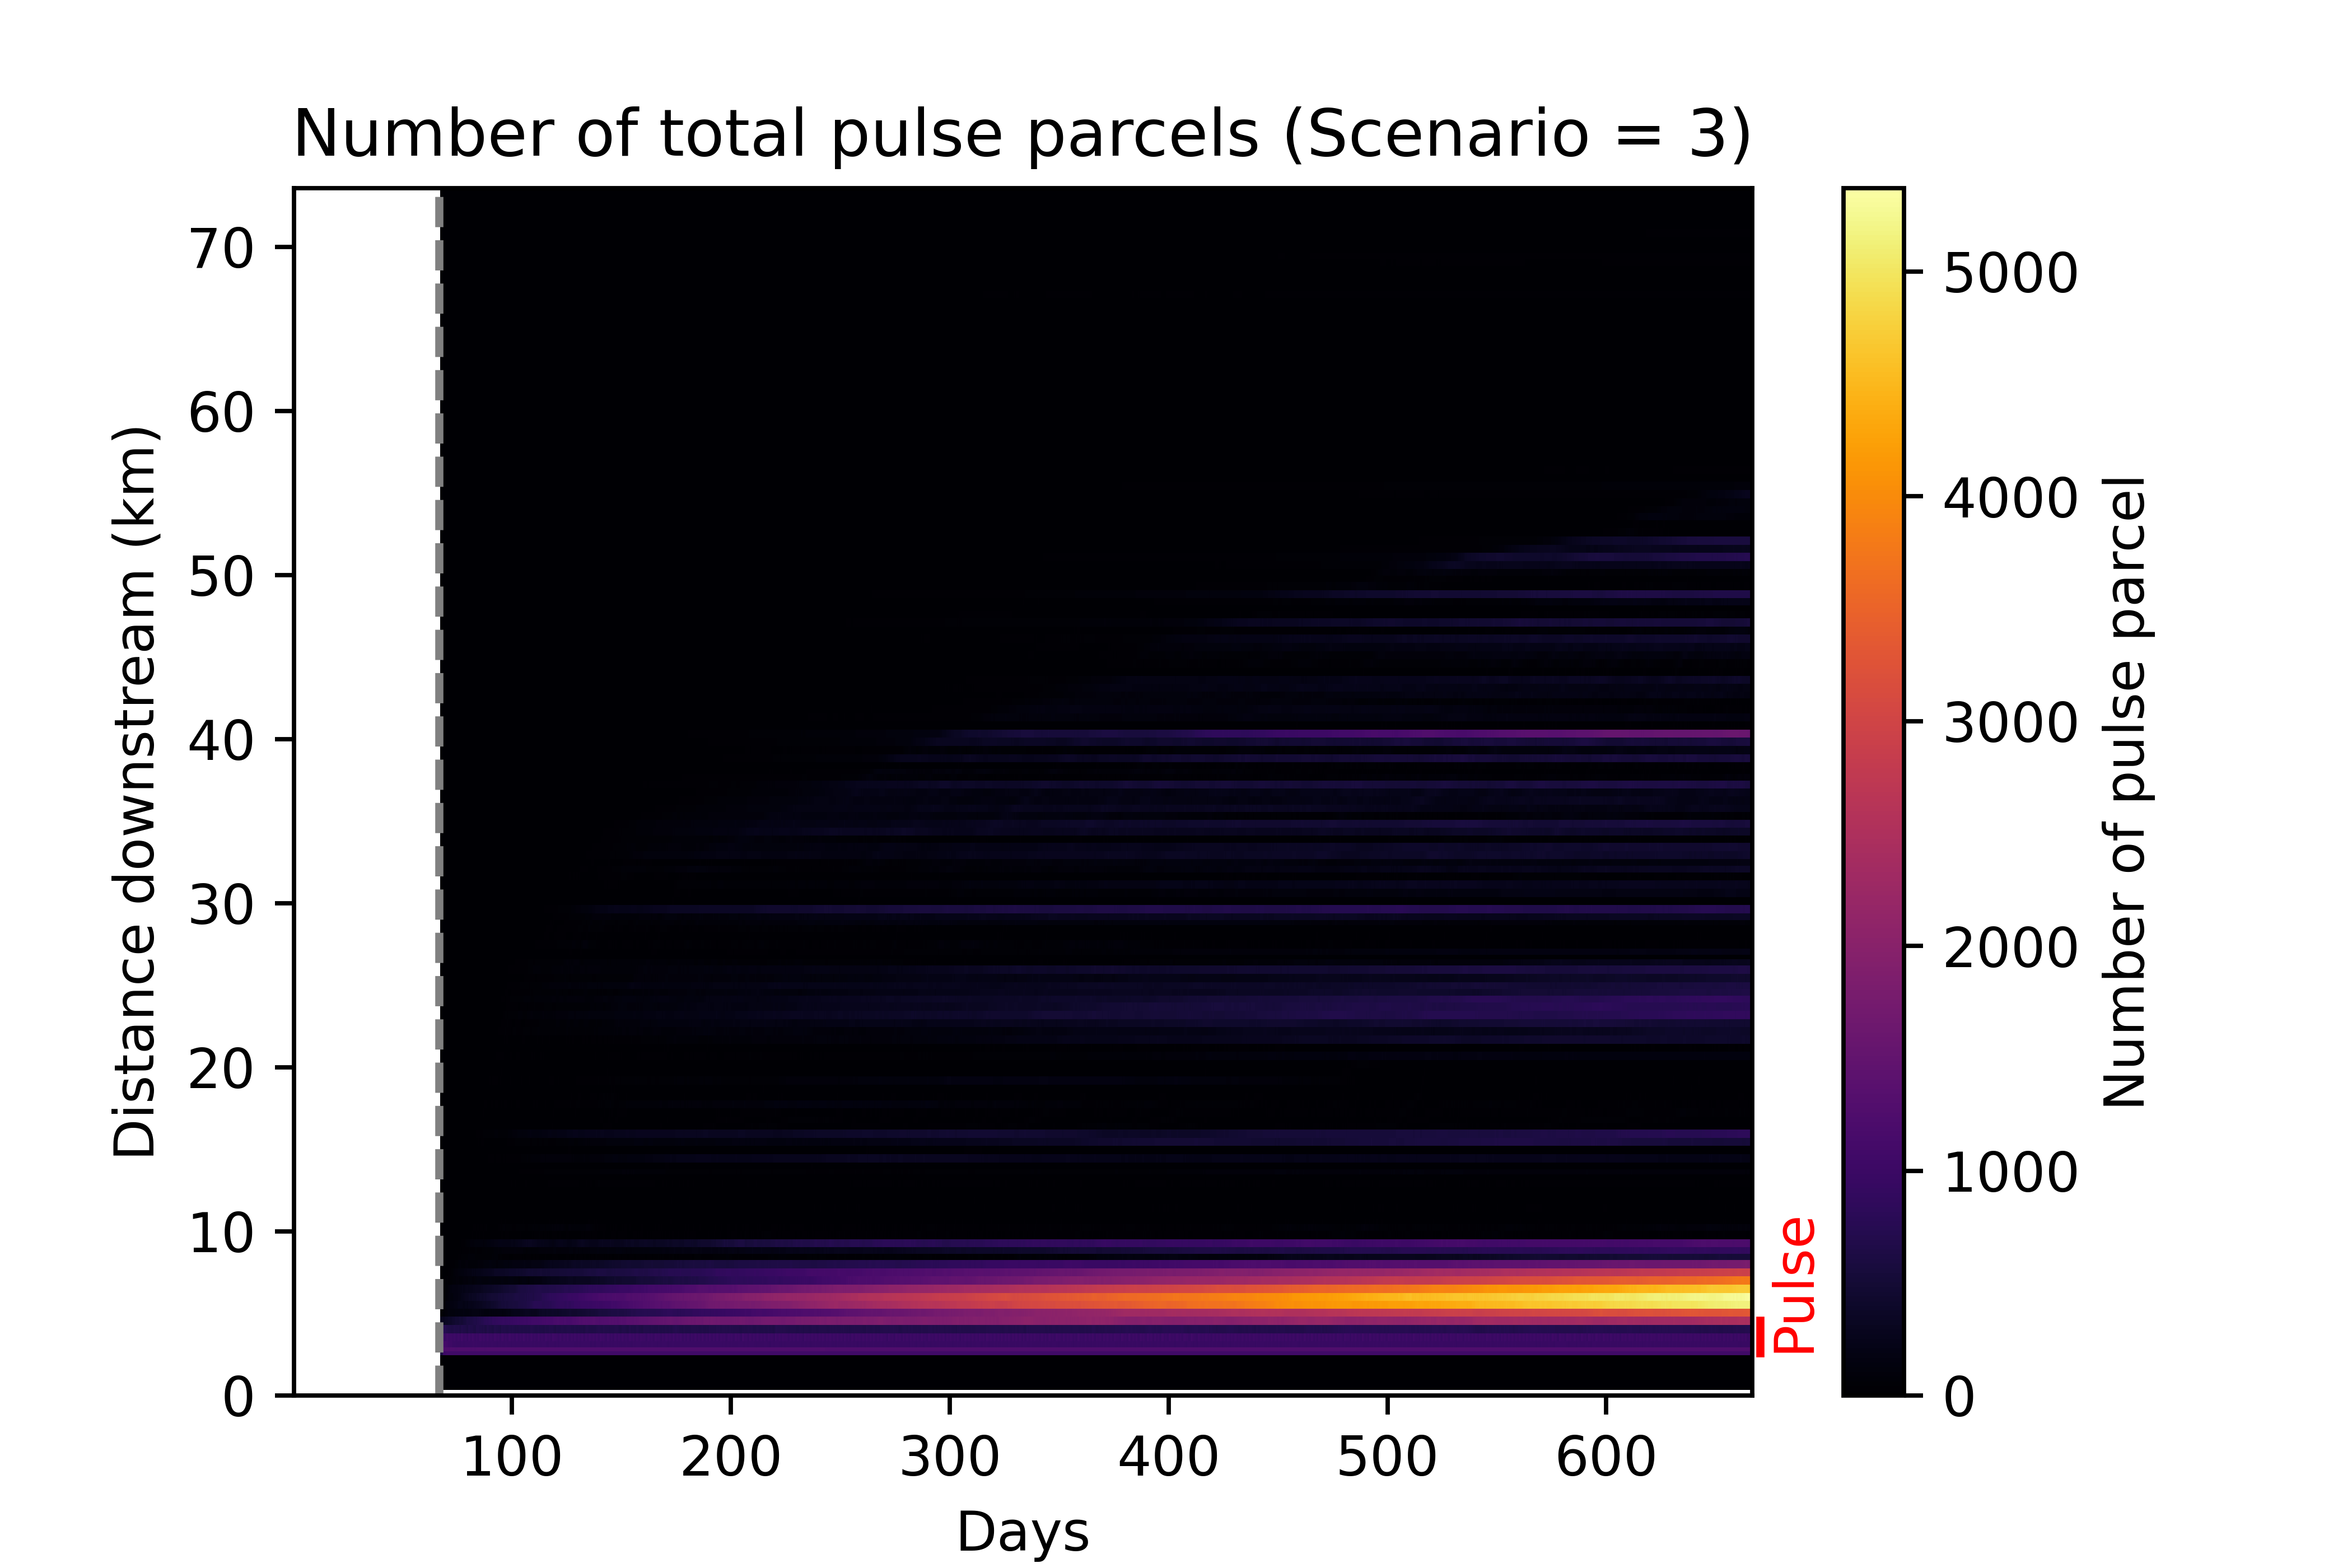 Number of total pulse parcels (Scenario = 3)
70
60
50
40
30
20
10
0
Distance downstream (km)
100 200 300 400 500 600
Days
Pulse
5000
4000
3000
2000
1000
0
Number of pulse parcel